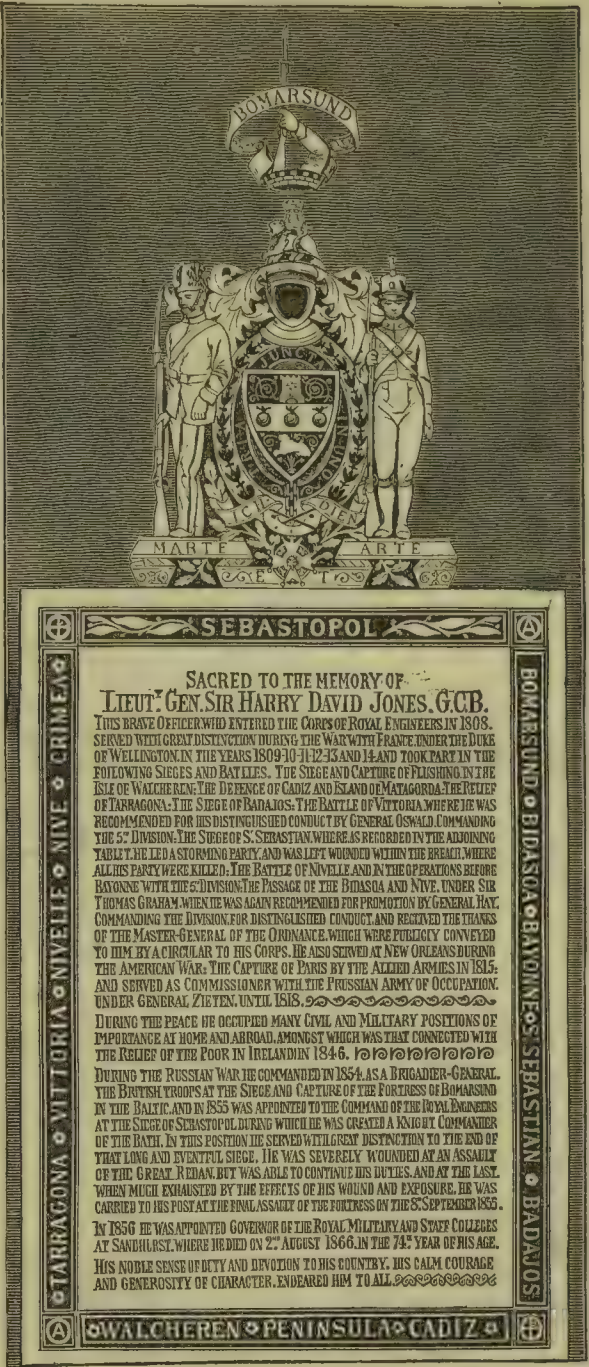 BOMARSUND
TRIA JUNCTA IN UNO
ICH DIEN
MARTE ARTE
ET
SEBASTOPOL
TARRAGONA VITTORIA NIVELLE NIVE CRIMEA
BOMARSUND BIDASOA BAYONNE S. SEBASTIAN BADAJOS
SACRED TO THE MEMORY OF
LIEUT. GEN. SIR HARRY DAVID JONES. G.C.B.
THIS BRAVE OFFICER WHO ENTERED THE CORPS OF ROYAL ENGINEERS IN 1808.
SERVED WITH GREAT DISTINCTION DURING THE WAR WITH FRANCE. UNDER THE DUKE
OF WELLINGTON. IN THE YEARS 1809-10-11-12-13 AND 14. AND TOOK PART IN THE
FOLLOWING SIEGES AND BATTLES. THE SIEGE AND CAPTURE OF FLUSHING. IN THE
ISLE OF WALCHEREN: THE DEFENCE OF CADIZ AND ISLAND OF MATAGORDA: THE RELIEF
OF TARRAGONA: THE SIEGE OF BADAJOS: THE BATTLE OF VITTORIA. WHERE HE WAS
RECOMMENDED FOR HIS DISTINGUISHED CONDUCT BY GENERAL OSWALD. COMMANDING
THE 5TH DIVISION: THE SIEGE OF ST. SEBASTIAN. WHERE. AS RECORDED IN THE ADJOINING
TABLET. HE LED A STORMING PARTY. AND WAS LEFT WOUNDED WITHIN THE BREACH. WHERE
ALL HIS PARTY WERE KILLED: THE BATTLE OF NIVELLE. AND IN THE OPERATIONS BEFORE
BAYONNE WITH THE 5TH DIVISION: THE PASSAGE OF THE BIDASOA AND NIVE. UNDER SIR
THOMAS GRAHAM. WHEN HE WAS AGAIN RECOMMENDED FOR PROMOTION BY GENERAL HAY.
COMMANDING THE DIVISION. FOR DISTINGUISHED CONDUCT. AND RECEIVED THE THANKS
OF THE MASTER-GENERAL OF THE ORDNANCE. WHICH WERE PUBLICLY CONVEYED
TO HIM BY A CIRCULAR TO HIS CORPS. HE ALSO SERVED AT NEW ORLEANS DURING
THE AMERICAN WAR: THE CAPTURE OF PARIS BY THE ALLIED ARMIES IN 1815:
AND SERVED AS COMMISSIONER WITH THE PRUSSIAN ARMY OF OCCUPATION.
UNDER GENERAL ZIETEN. UNTIL 1818.
DURING THE PEACE HE OCCUPIED MANY CIVIL AND MILITARY POSITIONS OF
IMPORTANCE AT HOME AND ABROAD. AMONGST WHICH WAS THAT CONNECTED WITH
THE RELIEF OF THE POOR IN IRELAND IN 1846.
DURING THE RUSSIAN WAR HE COMMANDED IN 1854. AS A BRIGADIER-GENERAL.
THE BRITISH TROOPS AT THE SIEGE AND CAPTURE OF THE FORTRESS OF BOMARSUND
IN THE BALTIC. AND IN 1855 WAS APPOINTED TO THE COMMAND OF THE ROYAL ENGINEERS
AT THE SIEGE OF SEBASTOPOL DURING WHICH HE WAS CREATED A KNIGHT COMMANDER
OF THE BATH. IN THIS POSITION HE SERVED WITH GREAT DISTINCTION TO THE END OF
THAT LONG AND EVENTFUL SIEGE. HE WAS SEVERELY WOUNDED AT AN ASSAULT
OF THE GREAT REDAN. BUT WAS ABLE TO CONTINUE HIS DUTIES. AND AT THE LAST.
WHEN MUCH EXHAUSTED BY THE EFFECTS OF HIS WOUND AND EXPOSURE. HE WAS
CARRIED TO HIS POST AT THE FINAL ASSAULT OF THE FORTRESS ON THE 8TH SEPTEMBER 1855.
IN 1856 HE WAS APPOINTED GOVERNOR OF THE ROYAL MILITARY AND STAFF COLLEGES
AT SANDHURST. WHERE HE DIED ON 2ND AUGUST 1866. IN THE 74TH YEAR OF HIS AGE.
HIS NOBLE SENSE OF DUTY AND DEVOTION TO HIS COUNTRY. HIS CALM COURAGE
AND GENEROSITY OF CHARACTER. ENDEARED HIM TO ALL
WALCHEREN PENINSULA CADIZ